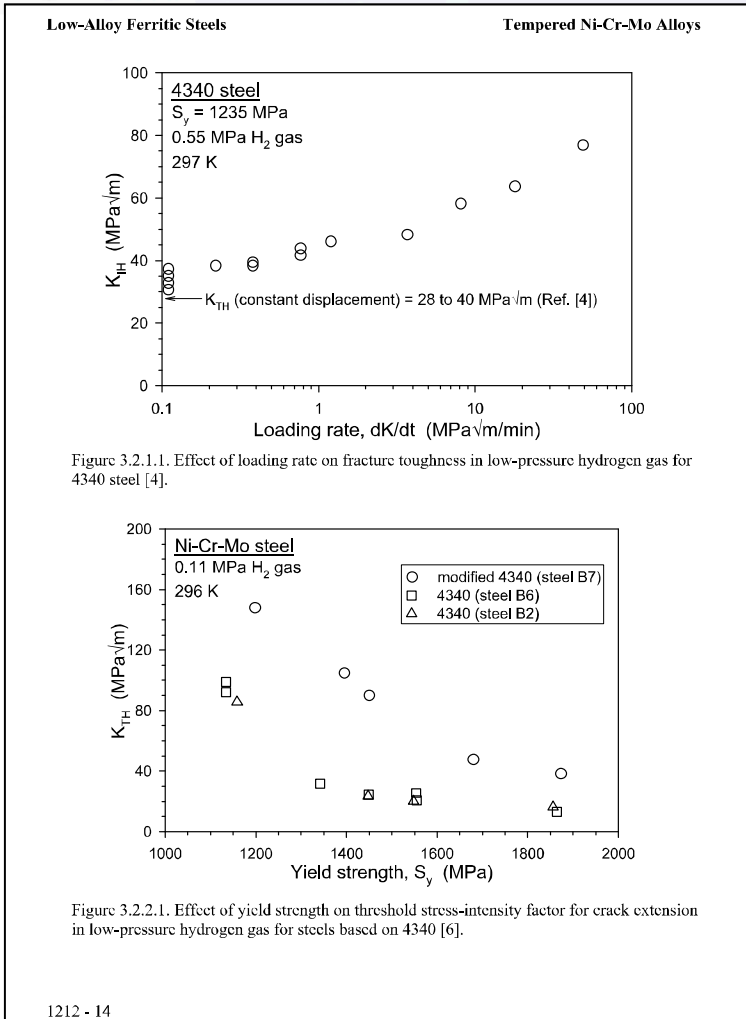 Low-Alloy Ferritic Steels Tempered Ni-Cr-Mo Alloys
100
80
60
40
20
0
K_IH (MPa√m)
4340 steel
S_y = 1235 MPa
0.55 MPa H₂ gas
297 K
K_TH (constant displacement) = 28 to 40 MPa√m (Ref. [4])
0.1 1 10 100
Loading rate, dK/dt (MPa√m/min)
Figure 3.2.1.1. Effect of loading rate on fracture toughness in low-pressure hydrogen gas for
4340 steel [4].
200
160
120
80
40
0
K_TH (MPa√m)
Ni-Cr-Mo steel
0.11 MPa H₂ gas
296 K
modified 4340 (steel B7)
4340 (steel B6)
4340 (steel B2)
1000 1200 1400 1600 1800 2000
Yield strength, S_y (MPa)
Figure 3.2.2.1. Effect of yield strength on threshold stress-intensity factor for crack extension
in low-pressure hydrogen gas for steels based on 4340 [6].
1212 - 14